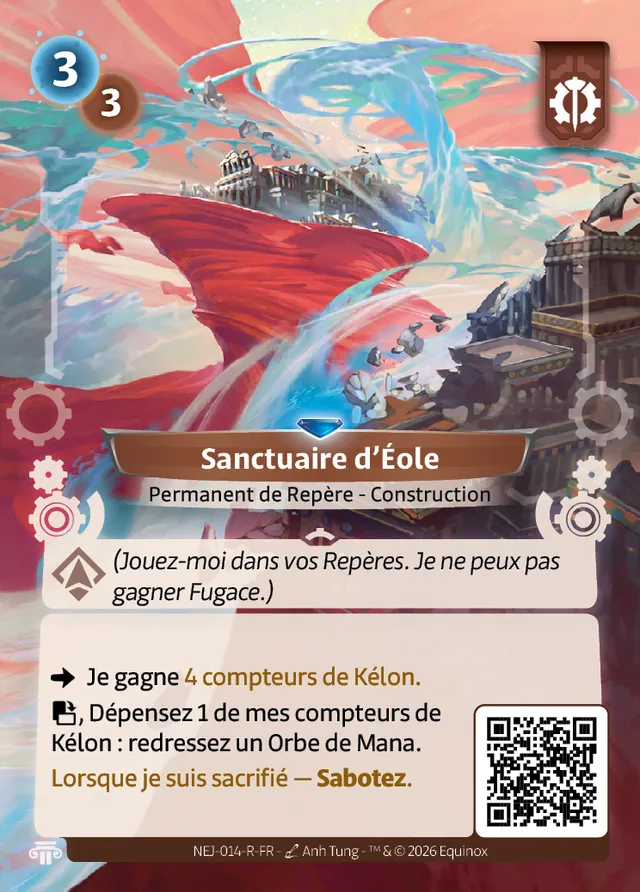 3
3
Sanctuaire d'Éole
Permanent de Repère - Construction
(Jouez-moi dans vos Repères. Je ne peux pas
gagner Fugace.)
Je gagne 4 compteurs de Kélon.
, Dépensez 1 de mes compteurs de
Kélon : redressez un Orbe de Mana.
Lorsque je suis sacrifié — Sabotez.
NEJ-014-R-FR - Anh Tung - ™ & © 2026 Equinox